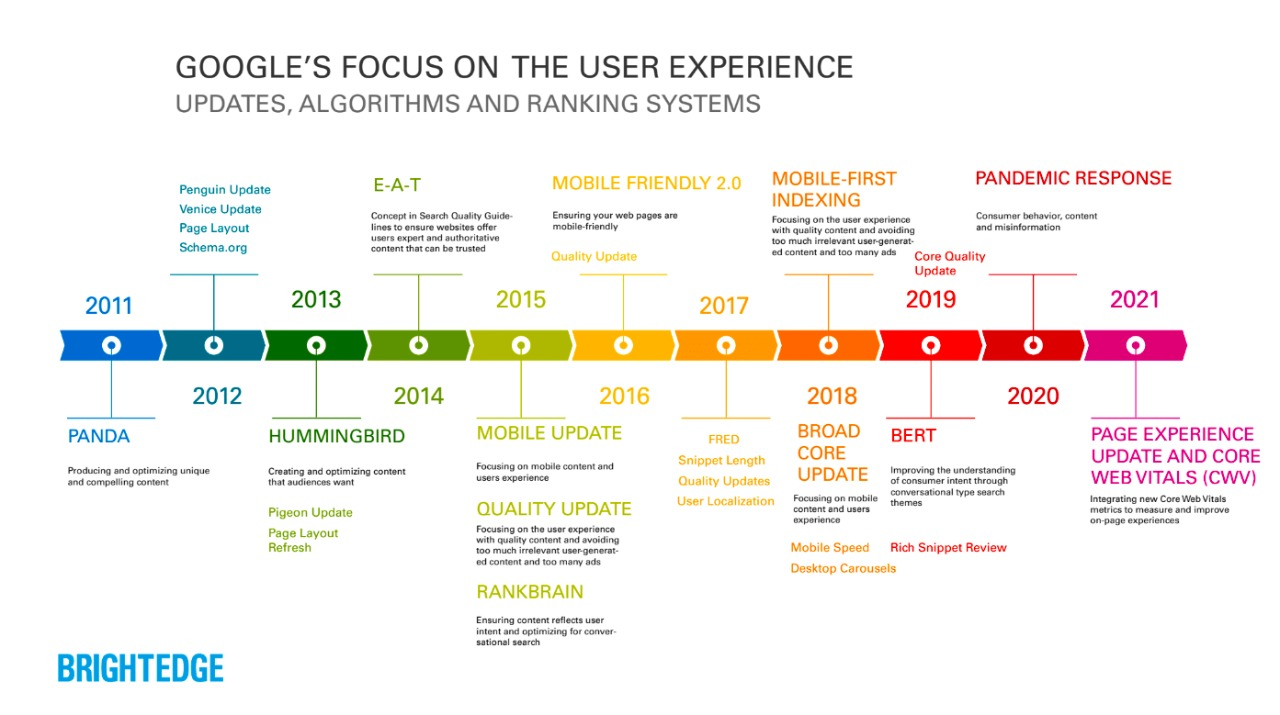 GOOGLE'S FOCUS ON THE USER EXPERIENCE
UPDATES, ALGORITHMS AND RANKING SYSTEMS
2011
PANDA
Producing and optimizing unique
and compelling content
Penguin Update
Venice Update
Page Layout
Schema.org
2012
2013
HUMMINGBIRD
Creating and optimizing content
that audiences want
Pigeon Update
Page Layout
Refresh
E-A-T
Concept in Search Quality Guide-
lines to ensure websites offer
users expert and authoritative
content that can be trusted
2014
2015
MOBILE UPDATE
Focusing on mobile content and
users experience
QUALITY UPDATE
Focusing on the user experience
with quality content and avoiding
too much irrelevant user-generat-
ed content and too many ads
RANKBRAIN
Ensuring content reflects user
intent and optimizing for conver-
sational search
MOBILE FRIENDLY 2.0
Ensuring your web pages are
mobile-friendly
Quality Update
2016
2017
FRED
Snippet Length
Quality Updates
User Localization
MOBILE-FIRST
INDEXING
Focusing on the user experience
with quality content and avoiding
too much irrelevant user-generat-
ed content and too many ads
2018
BROAD
CORE
UPDATE
Focusing on mobile
content and users
experience
Mobile Speed
Desktop Carousels
Core Quality
Update
2019
BERT
Improving the understanding
of consumer intent through
conversational type search
themes
Rich Snippet Review
PANDEMIC RESPONSE
Consumer behavior, content
and misinformation
2020
2021
PAGE EXPERIENCE
UPDATE AND CORE
WEB VITALS (CWV)
Integrating new Core Web Vitals
metrics to measure and improve
on-page experiences
BRIGHTEDGE